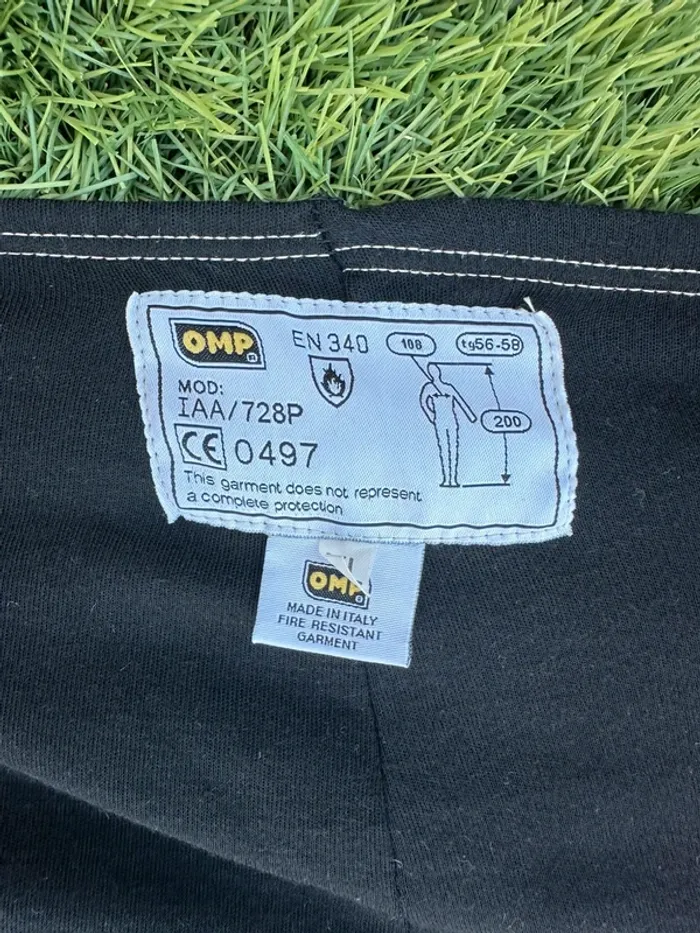 OMP
EN 340
108
tg56-58
MOD:
IAA/728P
200
CE 0497
This garment does not represent
a complete protection
OMP
MADE IN ITALY
FIRE RESISTANT
GARMENT